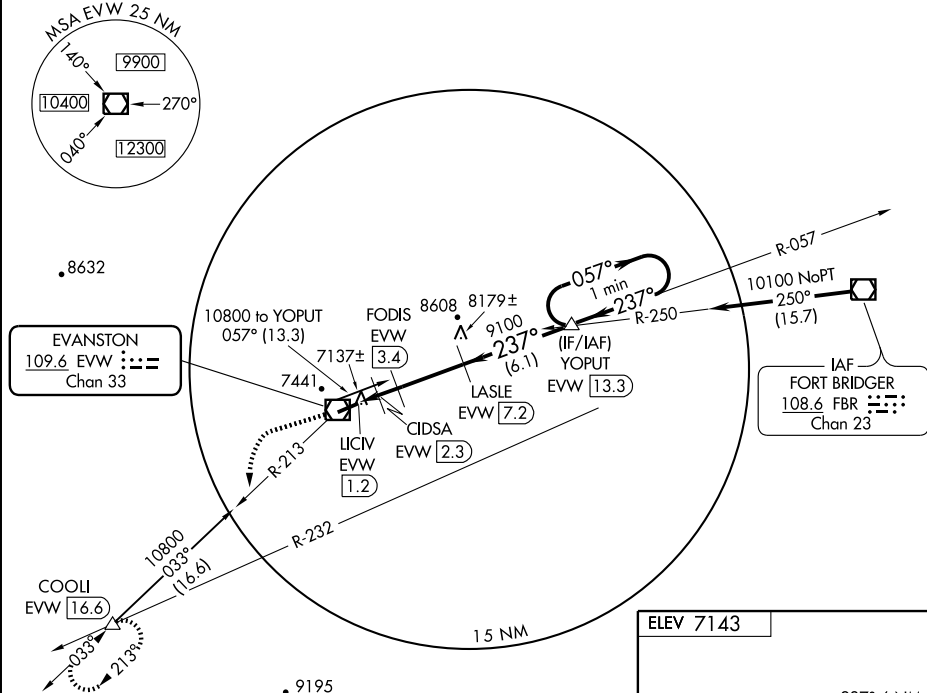 MSA EVW 25 NM
140°
9900
10400
270°
040°
12300
8632
R-057
057°
1 min
237°
10100 NoPT
250°
(15.7)
R-250
10800 to YOPUT
057° (13.3)
FODIS
EVW
3.4
8608
8179±
9100
237°
(6.1)
(IF/IAF)
YOPUT
EVW 13.3
EVANSTON
109.6 EVW
Chan 33
7137±
7441
LASLE
EVW 7.2
IAF
FORT BRIDGER
108.6 FBR
Chan 23
CIDSA
EVW 2.3
LICIV
EVW
1.2
R-213
R-232
10800
033°
(16.6)
COOLI
EVW 16.6
033°
213°
15 NM
9195
ELEV 7143